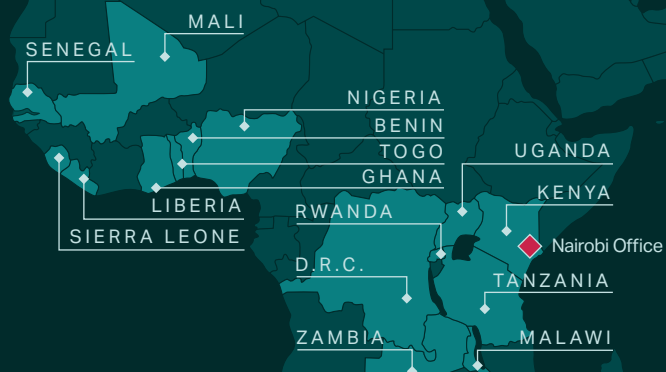 MALI
SENEGAL
NIGERIA
BENIN
TOGO
GHANA
LIBERIA
SIERRA LEONE
UGANDA
KENYA
RWANDA
Nairobi Office
D.R.C.
TANZANIA
ZAMBIA
MALAWI